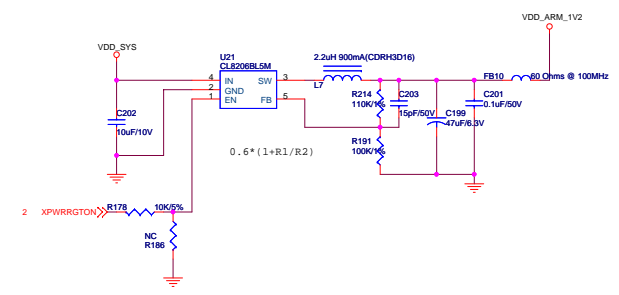 VDD_ARM_1V2
VDD_SYS
U21
CL8206BL5M
2.2uH 900mA(CDRH3D16)
4 IN SW 3
2 GND
1 EN FB 5
L7
FB10 60 Ohms @ 100MHz
R214
110K/1%
C203
15pF/50V
C201
0.1uF/50V
C199
47uF/6.3V
C202
10uF/10V
R191
100K/1%
0.6*(1+R1/R2)
2 XPWRRGTON
R178 10K/5%
NC
R186